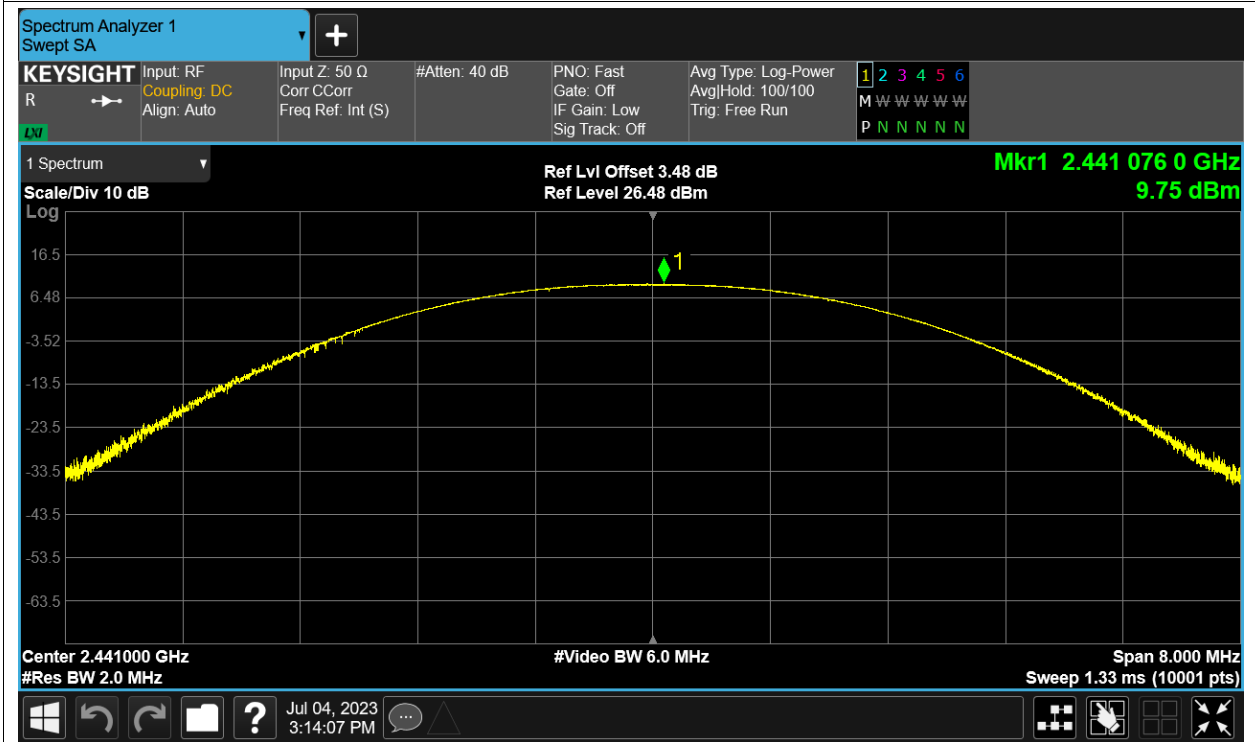 Spectrum Analyzer 1
Swept SA
+
KEYSIGHT
R
LXI
Input: RF
Coupling: DC
Align: Auto
Input Z: 50 Ω
Corr CCorr
Freq Ref: Int (S)
#Atten: 40 dB
PNO: Fast
Gate: Off
IF Gain: Low
Sig Track: Off
Avg Type: Log-Power
Avg|Hold: 100/100
Trig: Free Run
1 2 3 4 5 6
M W W W W W
P N N N N N
1 Spectrum
Scale/Div 10 dB
Log
Ref Lvl Offset 3.48 dB
Ref Level 26.48 dBm
Mkr1 2.441 076 0 GHz
9.75 dBm
1
16.5
6.48
-3.52
-13.5
-23.5
-33.5
-43.5
-53.5
-63.5
Center 2.441000 GHz
#Res BW 2.0 MHz
#Video BW 6.0 MHz
Span 8.000 MHz
Sweep 1.33 ms (10001 pts)
?
Jul 04, 2023
3:14:07 PM